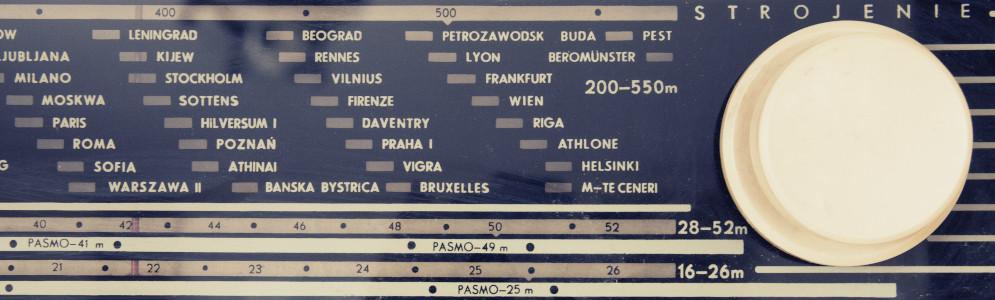 400 500 STROJENIE
OW LENINGRAD BEOGRAD PETROZAWODSK BUDA PEST
JUBLJANA KIJEW RENNES LYON BEROMÜNSTER
MILANO STOCKHOLM VILNIUS FRANKFURT 200-550m
MOSKWA SOTTENS FIRENZE WIEN
PARIS HILVERSUM I DAVENTRY RIGA
ROMA POZNAŃ PRAHA I ATHLONE
G SOFIA ATHINAI VIGRA HELSINKI
WARSZAWA II BANSKA BYSTRICA BRUXELLES M-TE CENERI
40 42 44 46 48 50 52 28-52m
PASMO-41 m PASMO-49 m
21 22 23 24 25 26 16-26m
PASMO-25 m